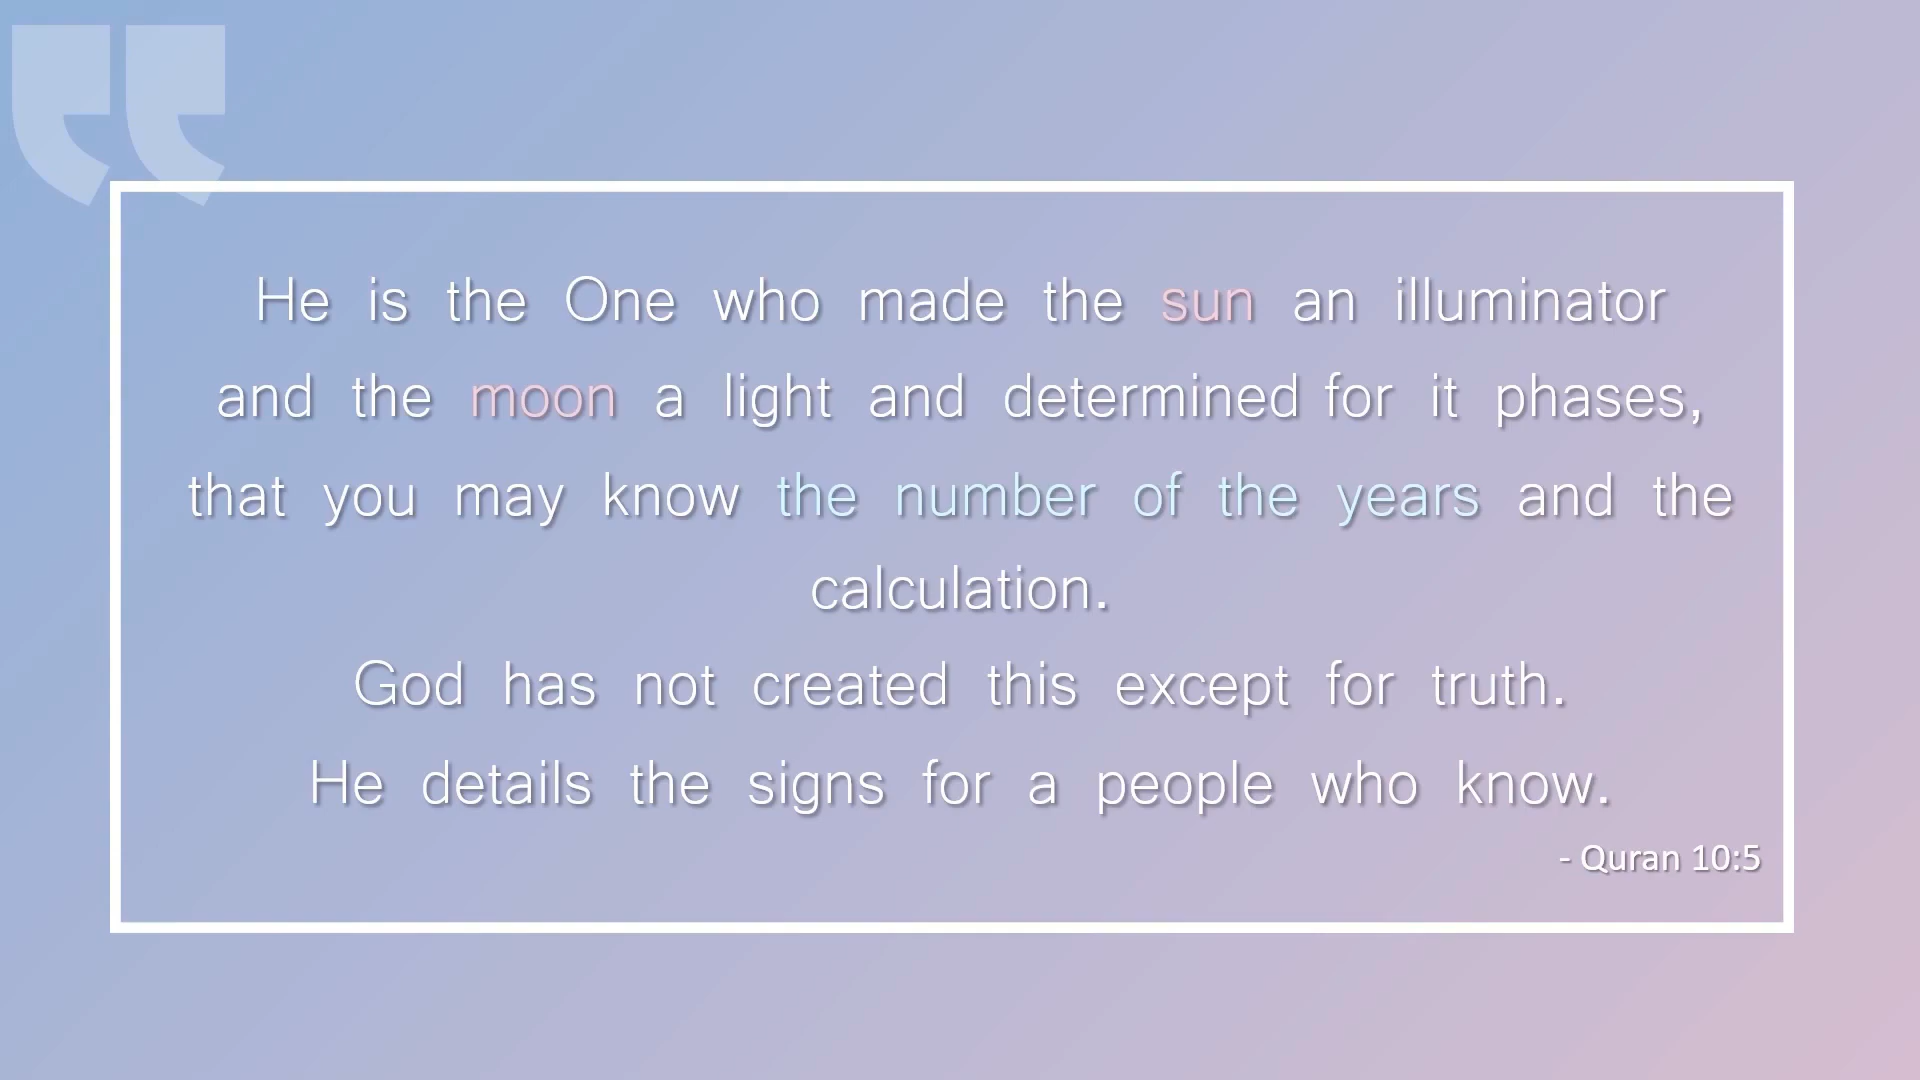 He is the One who made the sun an illuminator
and the moon a light and determined for it phases,
that you may know the number of the years and the
calculation.
God has not created this except for truth.
He details the signs for a people who know.
- Quran 10:5